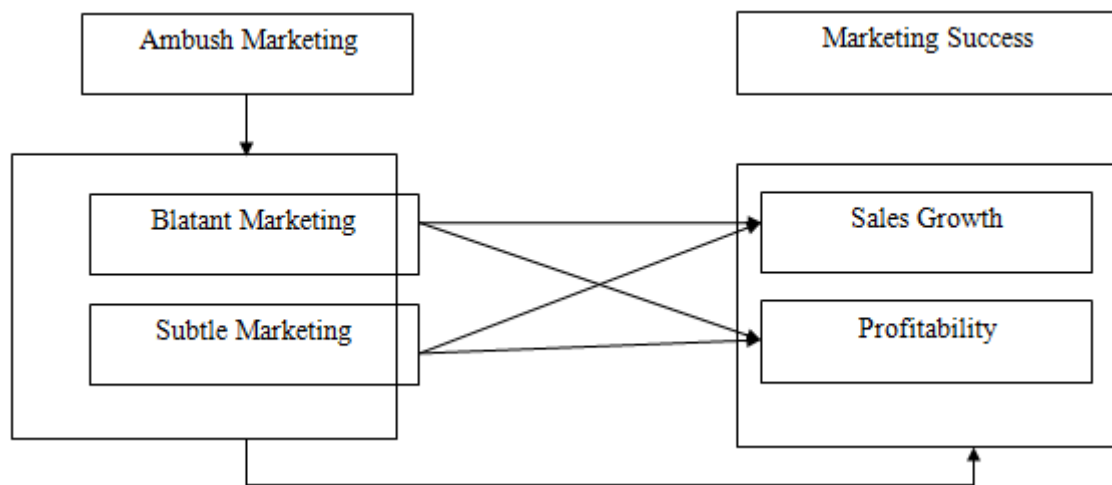 Ambush Marketing
Marketing Success
Blatant Marketing
Sales Growth
Subtle Marketing
Profitability